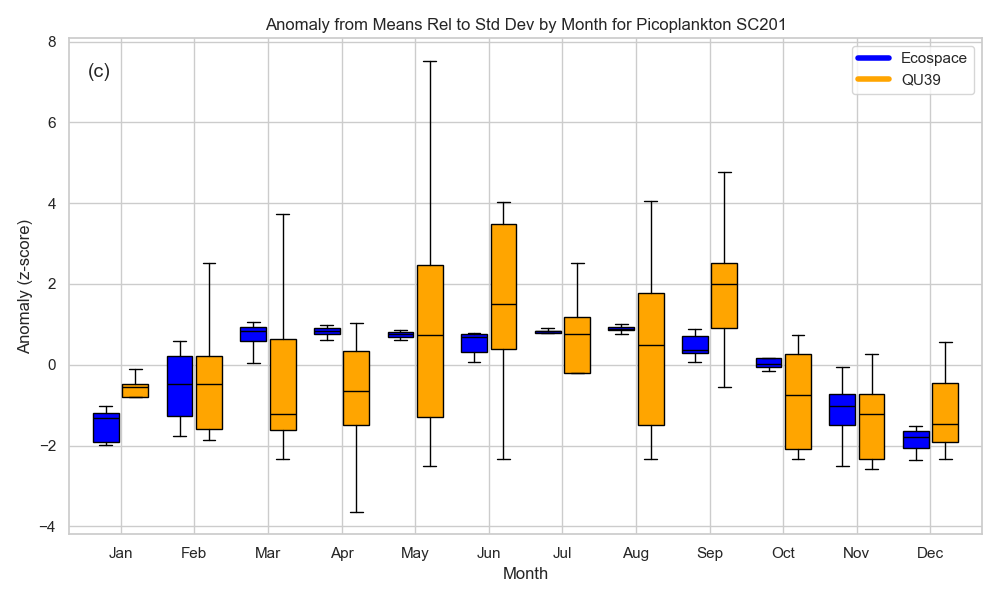 Anomaly from Means Rel to Std Dev by Month for Picoplankton SC201
(c)
Ecospace
QU39
Anomaly (z-score)
8
6
4
2
0
−2
−4
Jan Feb Mar Apr May Jun Jul Aug Sep Oct Nov Dec
Month